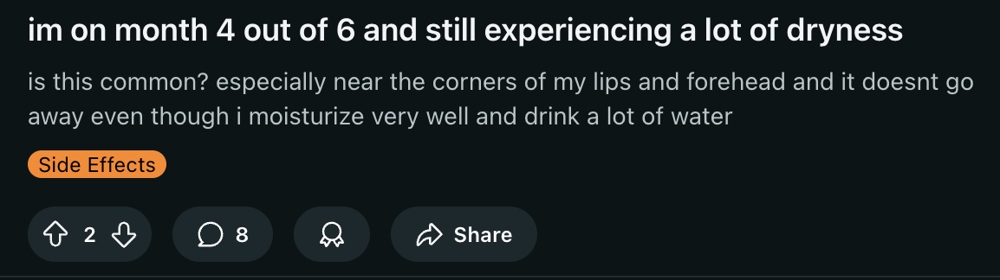 im on month 4 out of 6 and still experiencing a lot of dryness
is this common? especially near the corners of my lips and forehead and it doesnt go
away even though i moisturize very well and drink a lot of water
Side Effects
2 8 Share